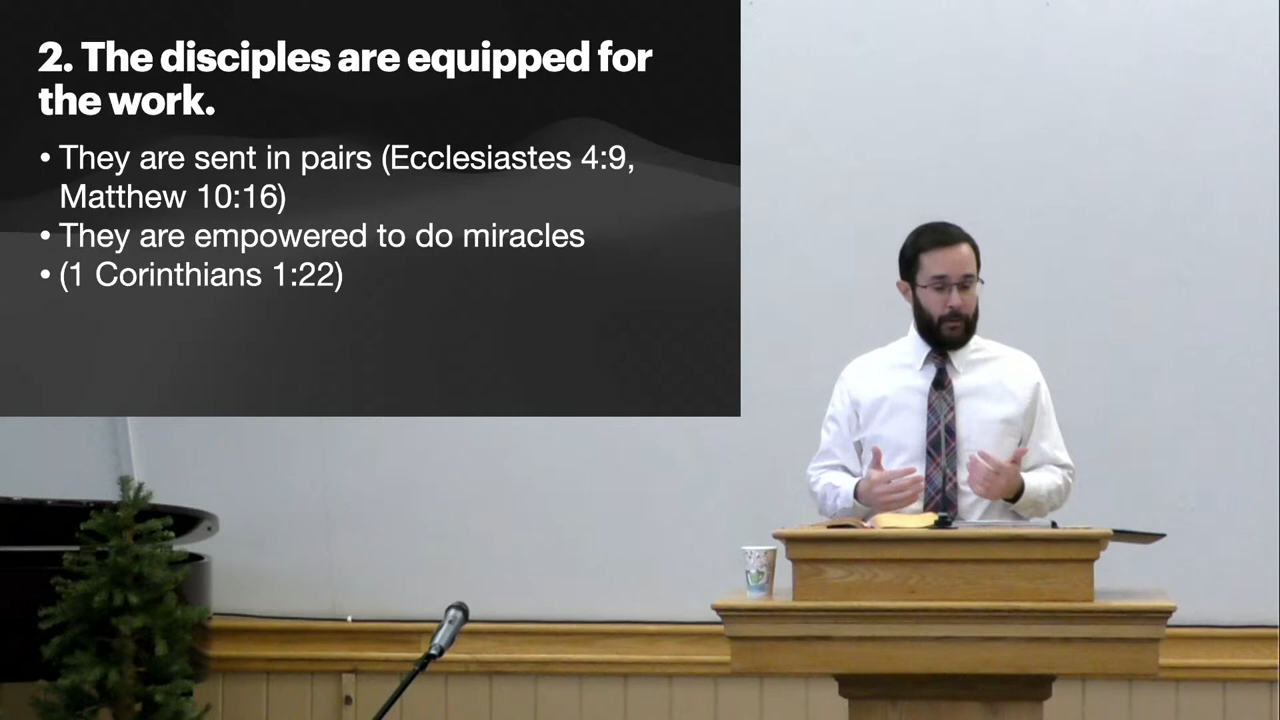 2. The disciples are equipped for
the work.
• They are sent in pairs (Ecclesiastes 4:9,
Matthew 10:16)
• They are empowered to do miracles
• (1 Corinthians 1:22)